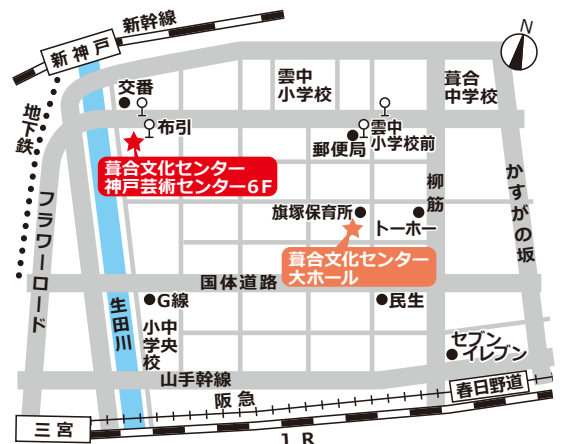 新幹線
N
新神戸
交番
雲中
小学校
葺合
中学校
地下鉄
布引
雲中
小学校前
郵便局
葺合文化センター
神戸芸術センター6F
かすがの坂
柳筋
フラワーロード
旗塚保育所
トーホー
葺合文化センター
大ホール
国体道路
生田川
G線
民生
小中
学央
校
セブン
イレブン
山手幹線
春日野道
阪急
三宮
JR